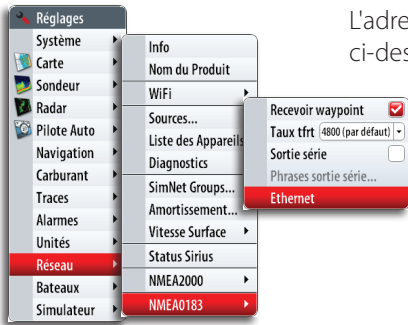 L'adre
ci-des
Réglages
Système
Carte
Sondeur
Radar
Pilote Auto
Navigation
Carburant
Traces
Alarmes
Unités
Réseau
Bateaux
Simulateur
Info
Nom du Produit
WiFi
Sources...
Liste des Appareils
Diagnostics
SimNet Groups...
Amortissement...
Vitesse Surface
Status Sirius
NMEA2000
NMEA0183
Recevoir waypoint
Taux tfrt 4800 (par défaut)
Sortie série
Phrases sortie série...
Ethernet